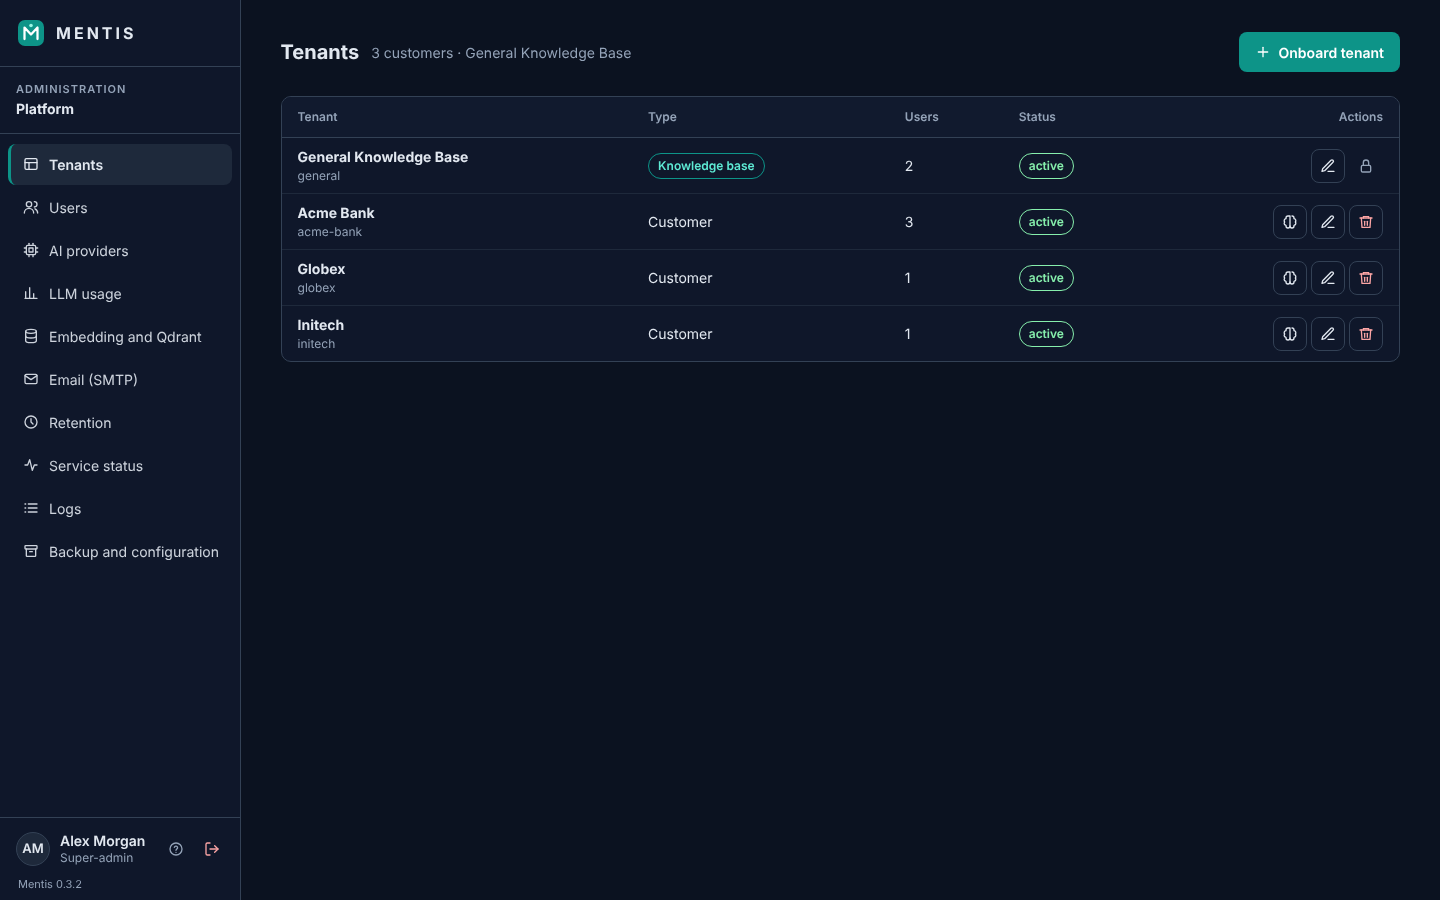 MENTIS
ADMINISTRATION
Platform
Tenants
Users
AI providers
LLM usage
Embedding and Qdrant
Email (SMTP)
Retention
Service status
Logs
Backup and configuration
AM
Alex Morgan
Super-admin
Mentis 0.3.2
Tenants 3 customers · General Knowledge Base
+ Onboard tenant
Tenant Type Users Status Actions
General Knowledge Base
general
Knowledge base 2 active
Acme Bank
acme-bank
Customer 3 active
Globex
globex
Customer 1 active
Initech
initech
Customer 1 active